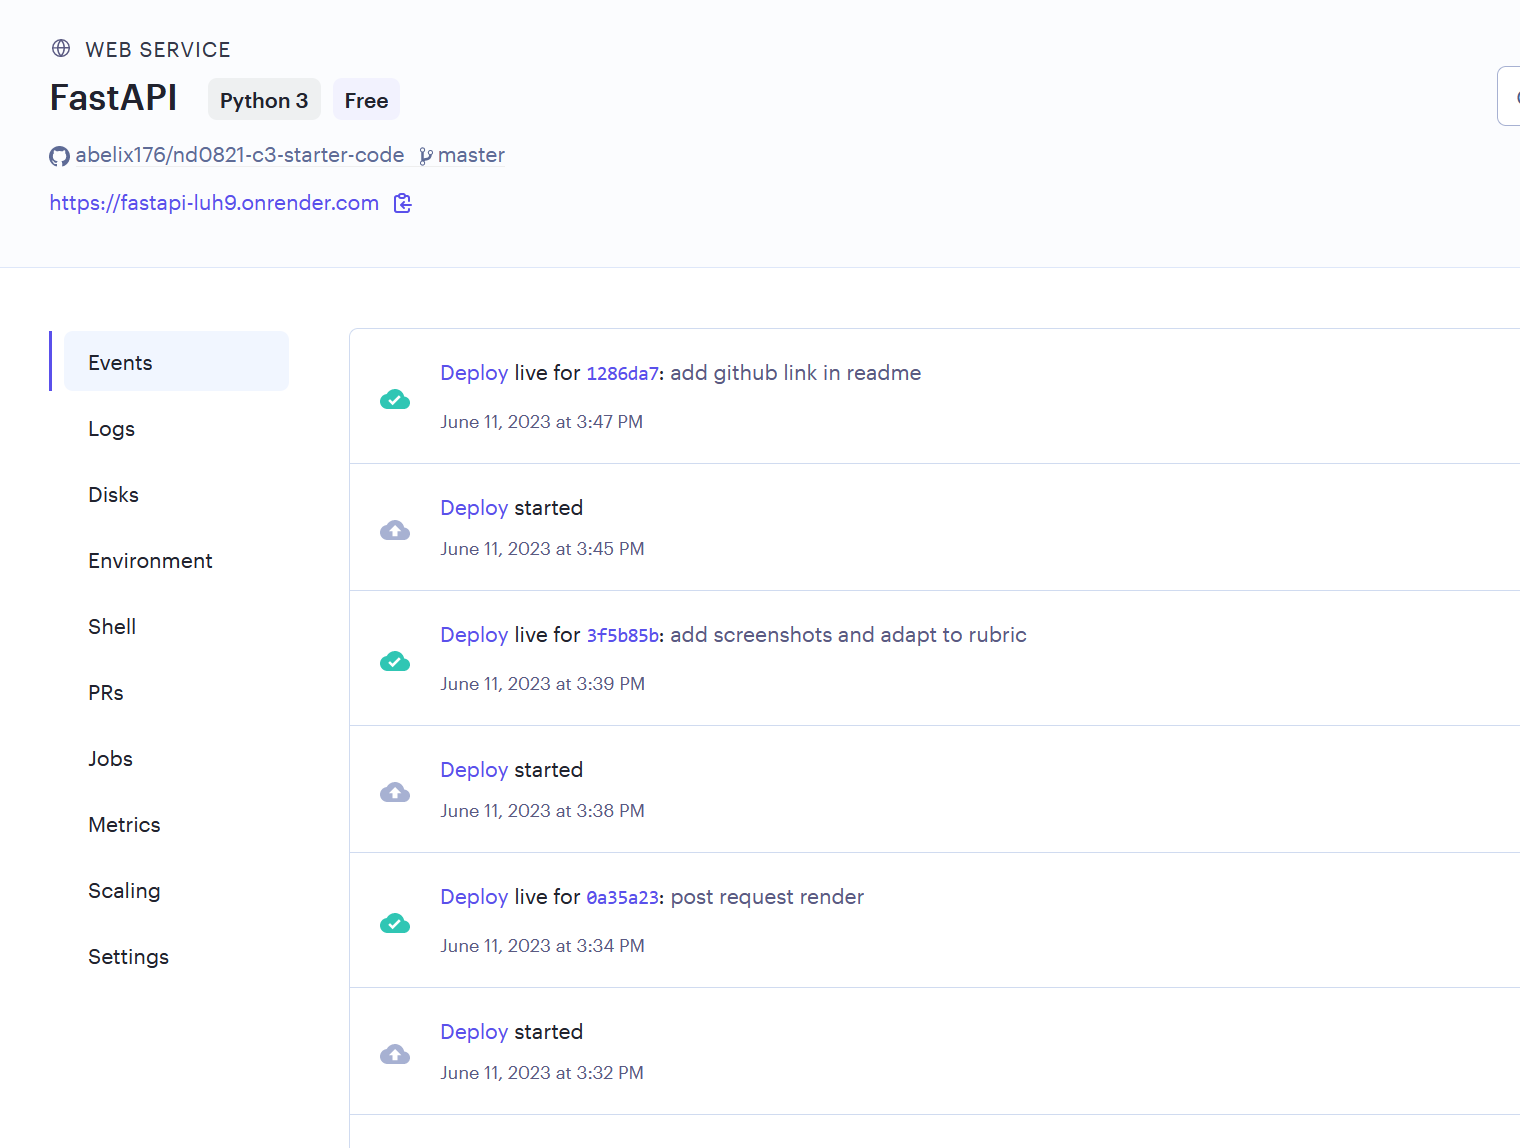 WEB SERVICE
FastAPI Python 3 Free
abelix176/nd0821-c3-starter-code master
https://fastapi-luh9.onrender.com
Events
Logs
Disks
Environment
Shell
PRs
Jobs
Metrics
Scaling
Settings
Deploy live for 1286da7: add github link in readme
June 11, 2023 at 3:47 PM
Deploy started
June 11, 2023 at 3:45 PM
Deploy live for 3f5b85b: add screenshots and adapt to rubric
June 11, 2023 at 3:39 PM
Deploy started
June 11, 2023 at 3:38 PM
Deploy live for 0a35a23: post request render
June 11, 2023 at 3:34 PM
Deploy started
June 11, 2023 at 3:32 PM